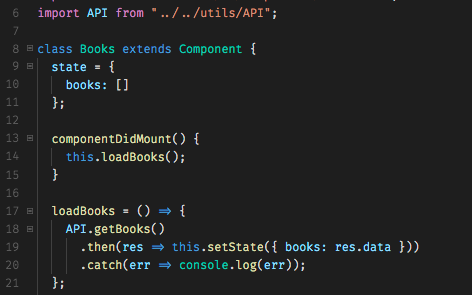 6 import API from "../../utils/API";
7
8 class Books extends Component {
9 state = {
10 books: []
11 };
12
13 componentDidMount() {
14 this.loadBooks();
15 }
16
17 loadBooks = () => {
18 API.getBooks()
19 .then(res => this.setState({ books: res.data }))
20 .catch(err => console.log(err));
21 };